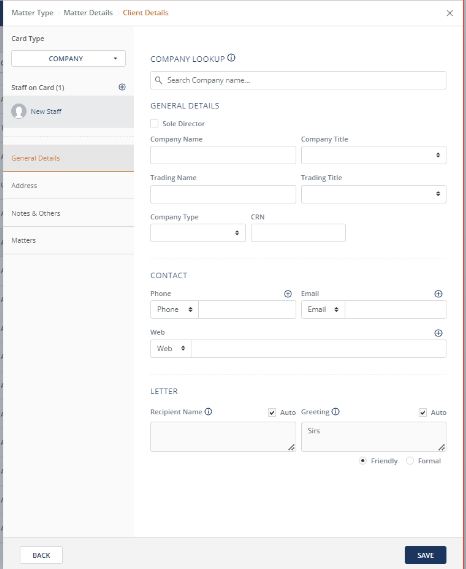 Matter Type Matter Details Client Details
Card Type
COMPANY
Staff on Card (1)
New Staff
General Details
Address
Notes & Others
Matters
COMPANY LOOKUP
Search Company name...
GENERAL DETAILS
Sole Director
Company Name Company Title
Trading Name Trading Title
Company Type CRN
CONTACT
Phone Email
Phone Email
Web
Web
LETTER
Recipient Name Auto Greeting Auto
Sirs
Friendly Formal
BACK SAVE